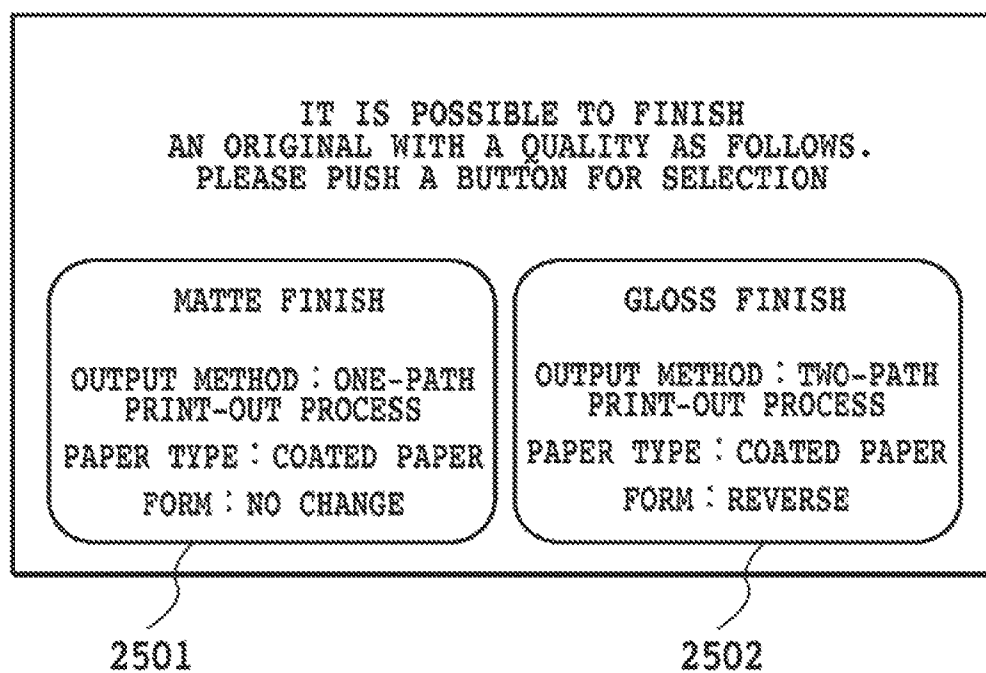 IT IS POSSIBLE TO FINISH
AN ORIGINAL WITH A QUALITY AS FOLLOWS.
PLEASE PUSH A BUTTON FOR SELECTION
MATTE FINISH
OUTPUT METHOD : ONE-PATH
PRINT-OUT PROCESS
PAPER TYPE : COATED PAPER
FORM : NO CHANGE
GLOSS FINISH
OUTPUT METHOD : TWO-PATH
PRINT-OUT PROCESS
PAPER TYPE : COATED PAPER
FORM : REVERSE
2501
2502